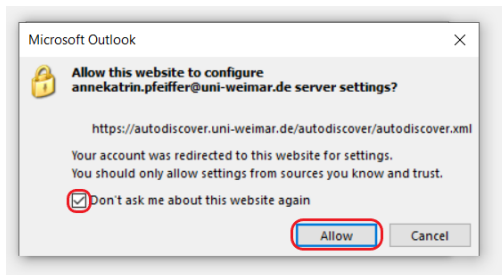 Microsoft Outlook
Allow this website to configure
annekatrin.pfeiffer@uni-weimar.de server settings?
https://autodiscover.uni-weimar.de/autodiscover/autodiscover.xml
Your account was redirected to this website for settings.
You should only allow settings from sources you know and trust.
Don't ask me about this website again
Allow Cancel